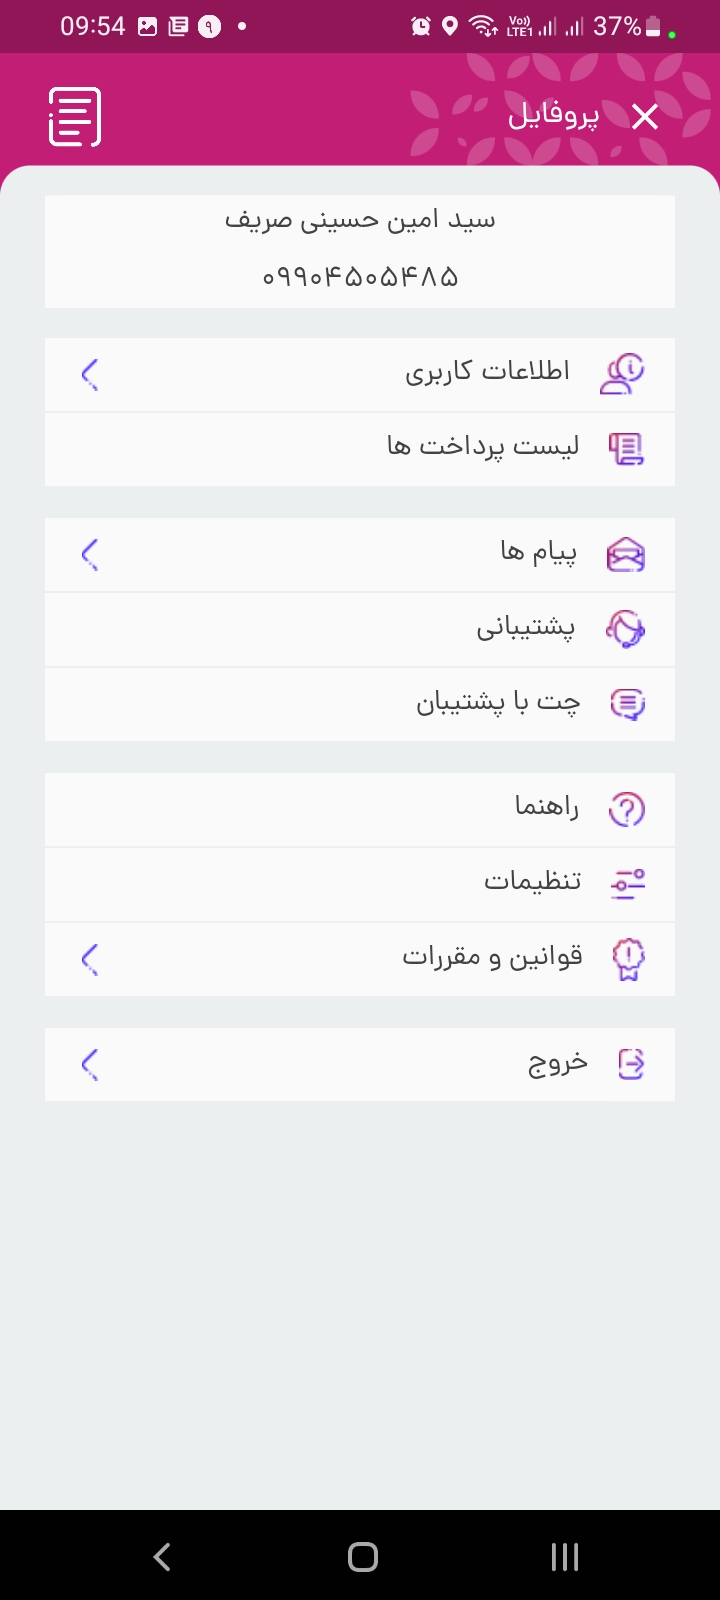 09:54
Vo) LTE1 37%
پروفایل
سید امین حسینی صریف
۰۹۹۰۴۵۰۵۴۸۵
اطلاعات کاربری
لیست پرداخت ها
پیام ها
پشتیبانی
چت با پشتیبان
راهنما
تنظیمات
قوانین و مقررات
خروج